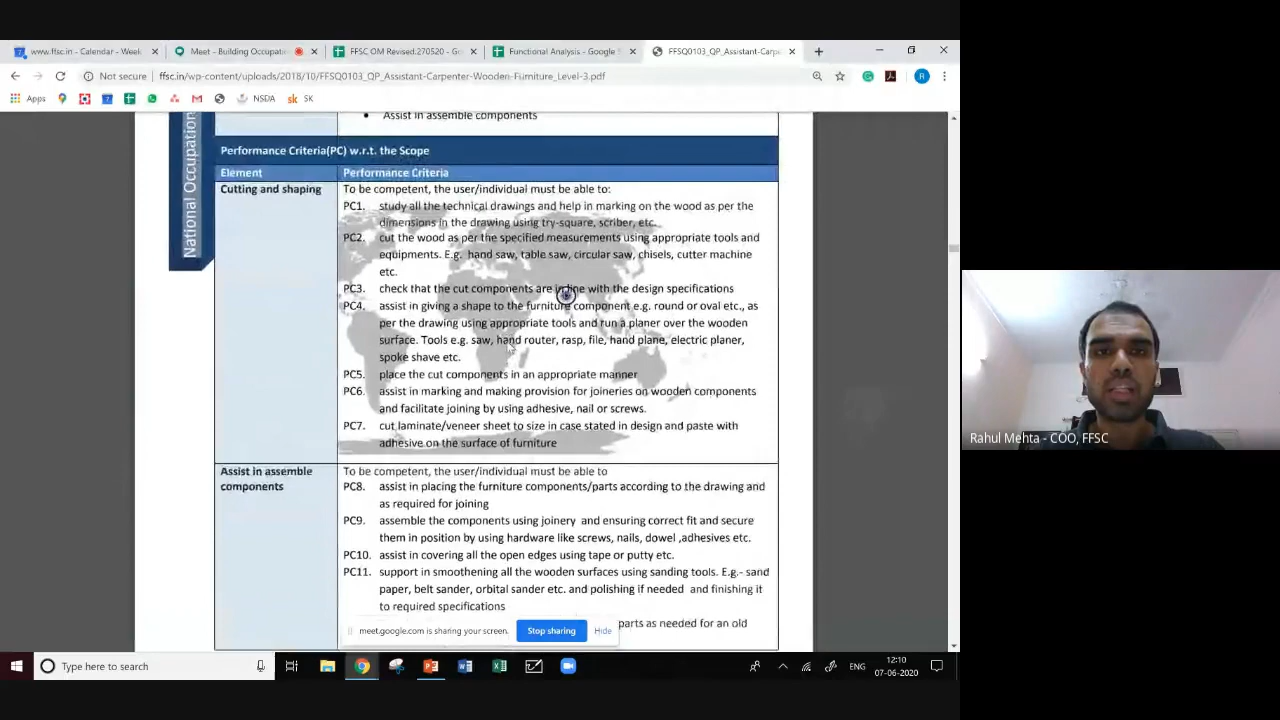 www.ffsc.in - Calendar - Week
Meet - Building Occupati
FFSC OM Revised:270520 - Go
Functional Analysis - Google S
FFSQ0103_QP_Assistant-Carpe
Not secure
ffsc.in/wp-content/uploads/2018/10/FFSQ0103_QP_Assistant-Carpenter-Wooden-Furniture_Level-3.pdf
R
Apps
NSDA
sk SK
National Occupation
• Assist in assemble components
Performance Criteria(PC) w.r.t. the Scope
Element
Performance Criteria
Cutting and shaping
To be competent, the user/individual must be able to:
PC1. study all the technical drawings and help in marking on the wood as per the
dimensions in the drawing using try-square, scriber, etc.
PC2. cut the wood as per the specified measurements using appropriate tools and
equipments. E.g. hand saw, table saw, circular saw, chisels, cutter machine
etc.
PC3. check that the cut components are inline with the design specifications
PC4. assist in giving a shape to the furniture component e.g. round or oval etc., as
per the drawing using appropriate tools and run a planer over the wooden
surface. Tools e.g. saw, hand router, rasp, file, hand plane, electric planer,
spoke shave etc.
PC5. place the cut components in an appropriate manner
PC6. assist in marking and making provision for joineries on wooden components
and facilitate joining by using adhesive, nail or screws.
PC7. cut laminate/veneer sheet to size in case stated in design and paste with
adhesive on the surface of furniture
Assist in assemble
components
To be competent, the user/individual must be able to
PC8. assist in placing the furniture components/parts according to the drawing and
as required for joining
PC9. assemble the components using joinery and ensuring correct fit and secure
them in position by using hardware like screws, nails, dowel ,adhesives etc.
PC10. assist in covering all the open edges using tape or putty etc.
PC11. support in smoothening all the wooden surfaces using sanding tools. E.g.- sand
paper, belt sander, orbital sander etc. and polishing if needed and finishing it
to required specifications
parts as needed for an old
meet.google.com is sharing your screen.
Stop sharing
Hide
Rahul Mehta - COO, FFSC
Type here to search
ENG
12:10
07-06-2020